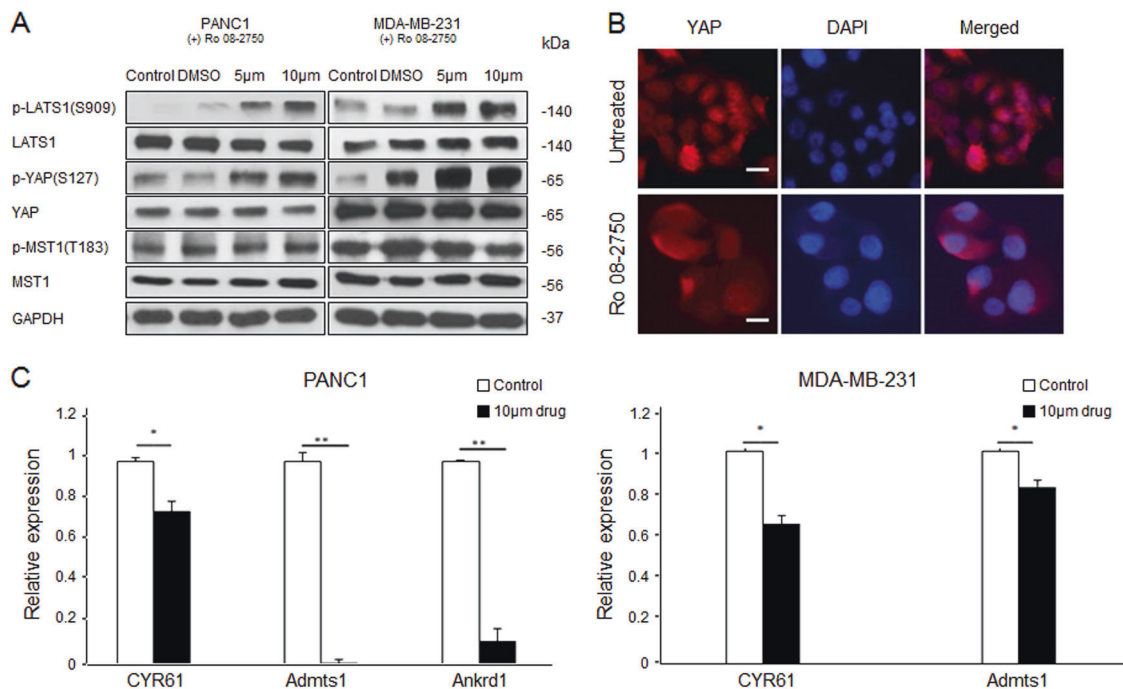 A
PANC1
(+) Ro 08-2750
MDA-MB-231
(+) Ro 08-2750
kDa
Control DMSO 5µm 10µm Control DMSO 5µm 10µm
p-LATS1(S909) -140
LATS1 -140
p-YAP(S127) -65
YAP -65
p-MST1(T183) -56
MST1 -56
GAPDH -37
B
YAP DAPI Merged
Untreated
Ro 08-2750
C
PANC1
Control
10µm drug
Relative expression
1.2
1
0.8
0.6
0.4
0.2
0
*
**
**
CYR61 Admts1 Ankrd1
MDA-MB-231
Control
10µm drug
Relative expression
1.2
1
0.8
0.6
0.4
0.2
0
*
*
CYR61 Admts1